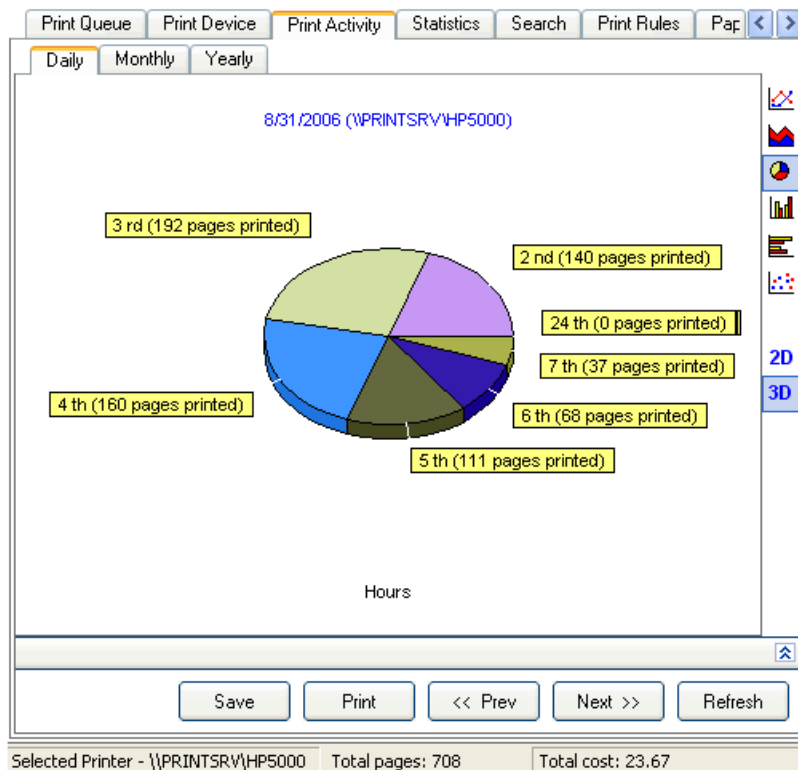 Print Queue Print Device Print Activity Statistics Search Print Rules Pap
Daily Monthly Yearly
8/31/2006 (\\PRINTSRV\HP5000)
3 rd (192 pages printed)
2 nd (140 pages printed)
24 th (0 pages printed)
7 th (37 pages printed)
2D
4 th (160 pages printed)
3D
6 th (68 pages printed)
5 th (111 pages printed)
Hours
Save Print << Prev Next >> Refresh
Selected Printer - \\PRINTSRV\HP5000 Total pages: 708 Total cost: 23.67